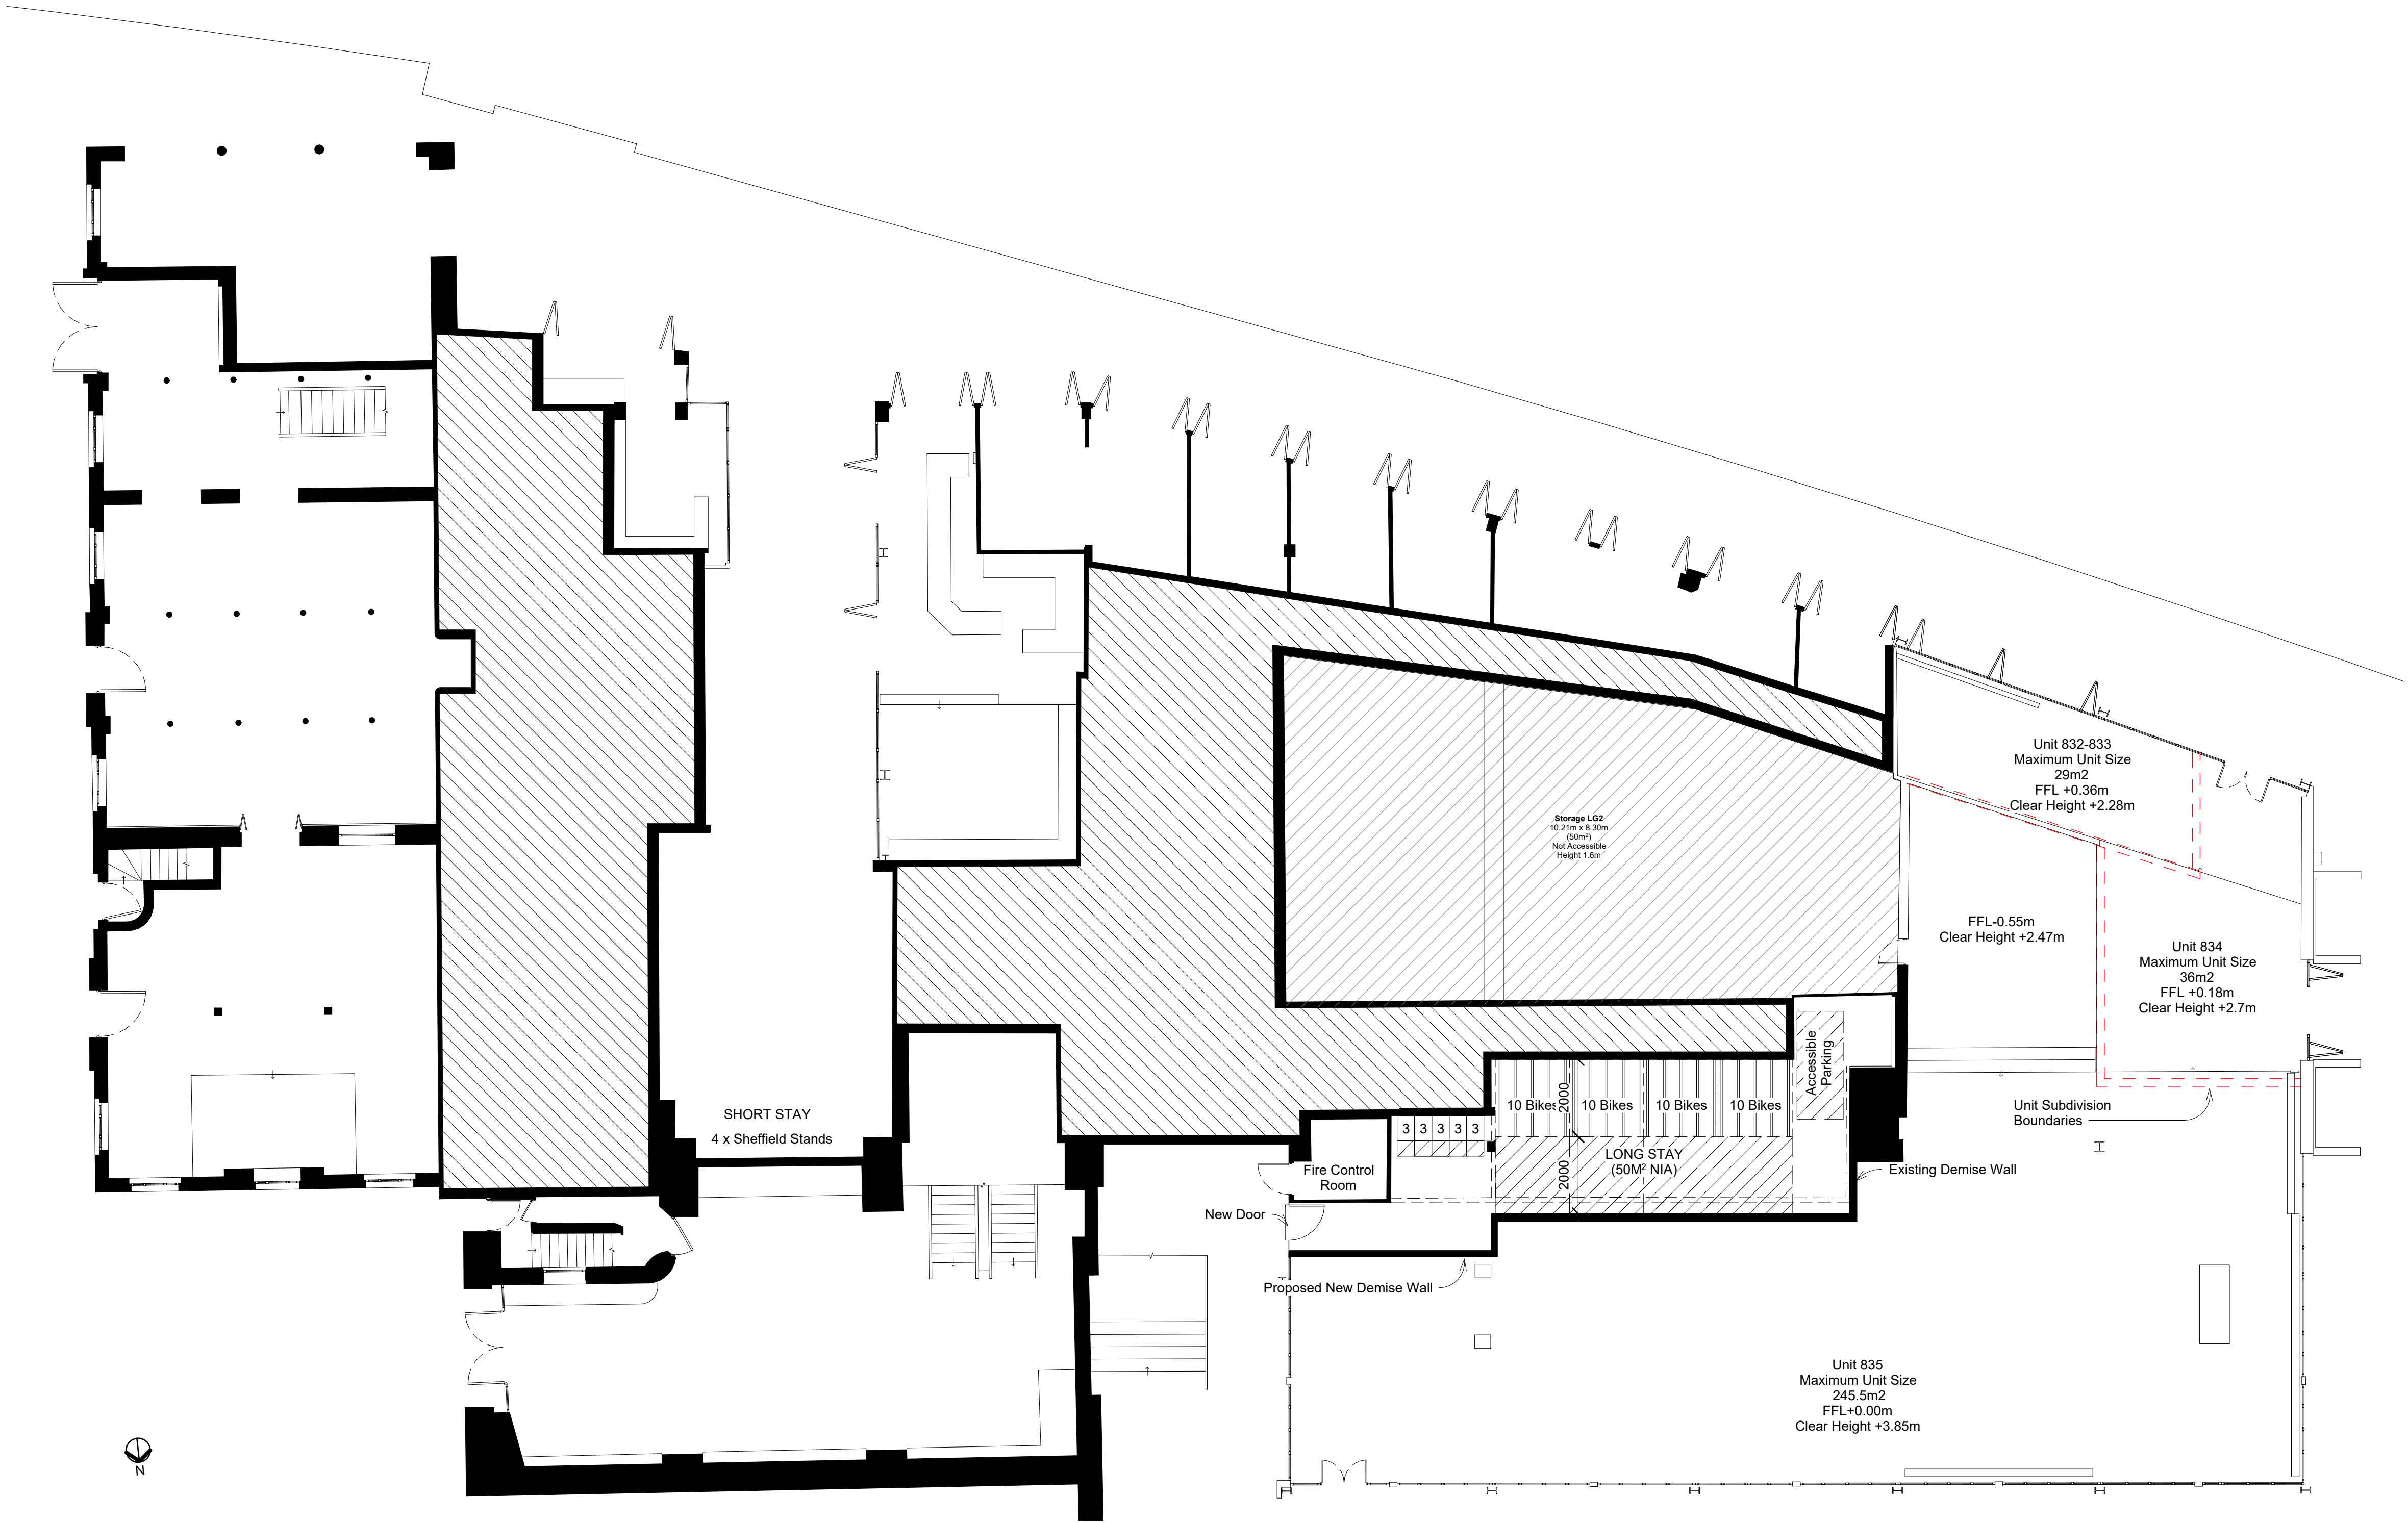 Unit 832-833
Maximum Unit Size
29m2
FFL +0.36m
Clear Height +2.28m
Storage LG2
10.21m x 8.30m
(50m²)
Not Accessible
Height 1.6m
FFL-0.55m
Clear Height +2.47m
Unit 834
Maximum Unit Size
36m2
FFL +0.18m
Clear Height +2.7m
Accessible
Parking
SHORT STAY
4 x Sheffield Stands
3 3 3 3 3
10 Bikes
2000
10 Bikes
10 Bikes
10 Bikes
Unit Subdivision
Boundaries
Fire Control
Room
2000
LONG STAY
(50M² NIA)
Existing Demise Wall
New Door
Proposed New Demise Wall
Unit 835
Maximum Unit Size
245.5m2
FFL+0.00m
Clear Height +3.85m
N